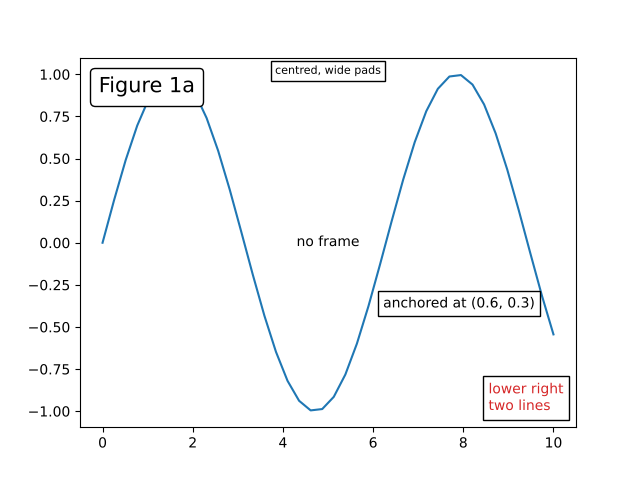 centred, wide pads
Figure 1a
1.00
0.75
0.50
0.25
0.00
−0.25
−0.50
−0.75
−1.00
no frame
anchored at (0.6, 0.3)
lower right
two lines
0 2 4 6 8 10